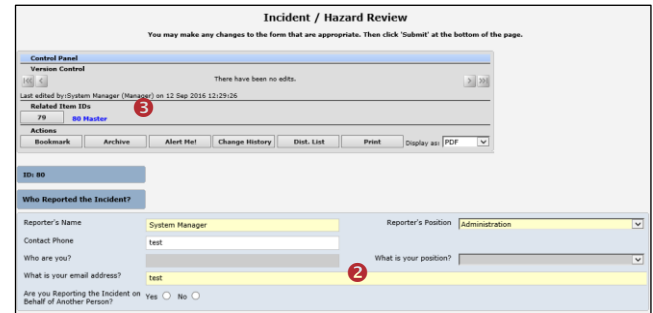 Incident / Hazard Review
You may make any changes to the form that are appropriate. Then click 'Submit' at the bottom of the page.
Control Panel
Version Control
There have been no edits.
Last edited by:System Manager (Manager) on 12 Sep 2016 12:29:26
3
Related Item IDs
79 80 Master
Actions
Bookmark Archive Alert Me! Change History Dist. List Print Display as: PDF
ID: 80
Who Reported the Incident?
Reporter's Name System Manager Reporter's Position Administration
Contact Phone test
Who are you? What is your position?
2
What is your email address? test
Are you Reporting the Incident on Yes No
Behalf of Another Person?